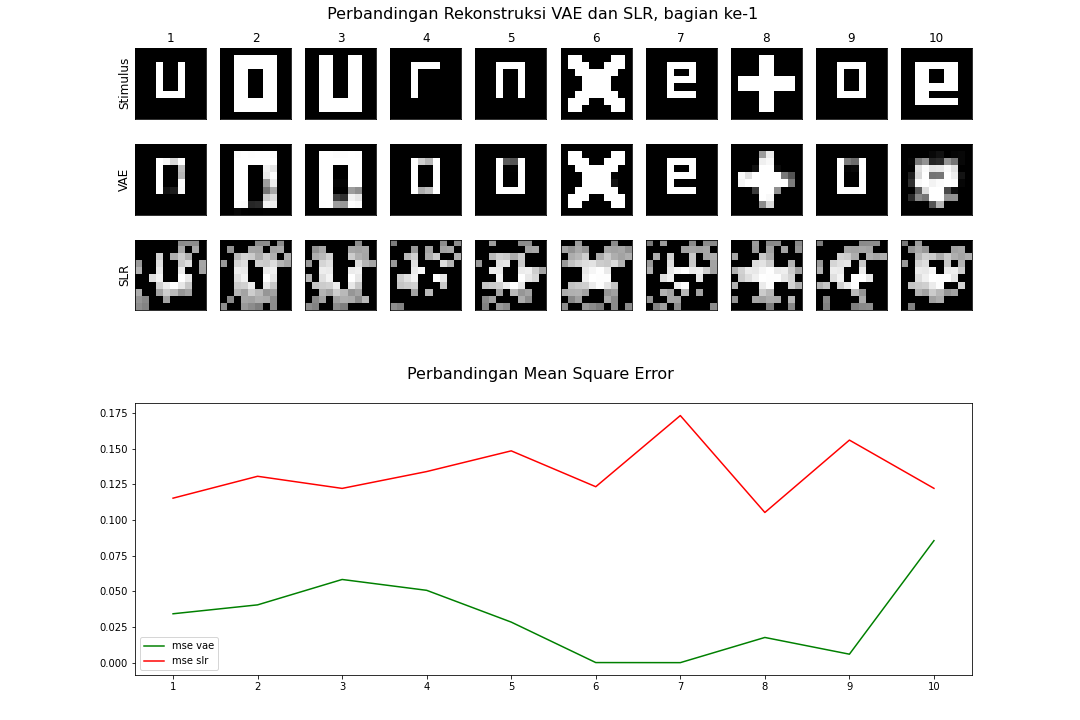 Perbandingan Rekonstruksi VAE dan SLR, bagian ke-1
1 2 3 4 5 6 7 8 9 10
Stimulus
VAE
SLR
Perbandingan Mean Square Error
0.175
0.150
0.125
0.100
0.075
0.050
0.025
0.000
mse vae
mse slr
1 2 3 4 5 6 7 8 9 10